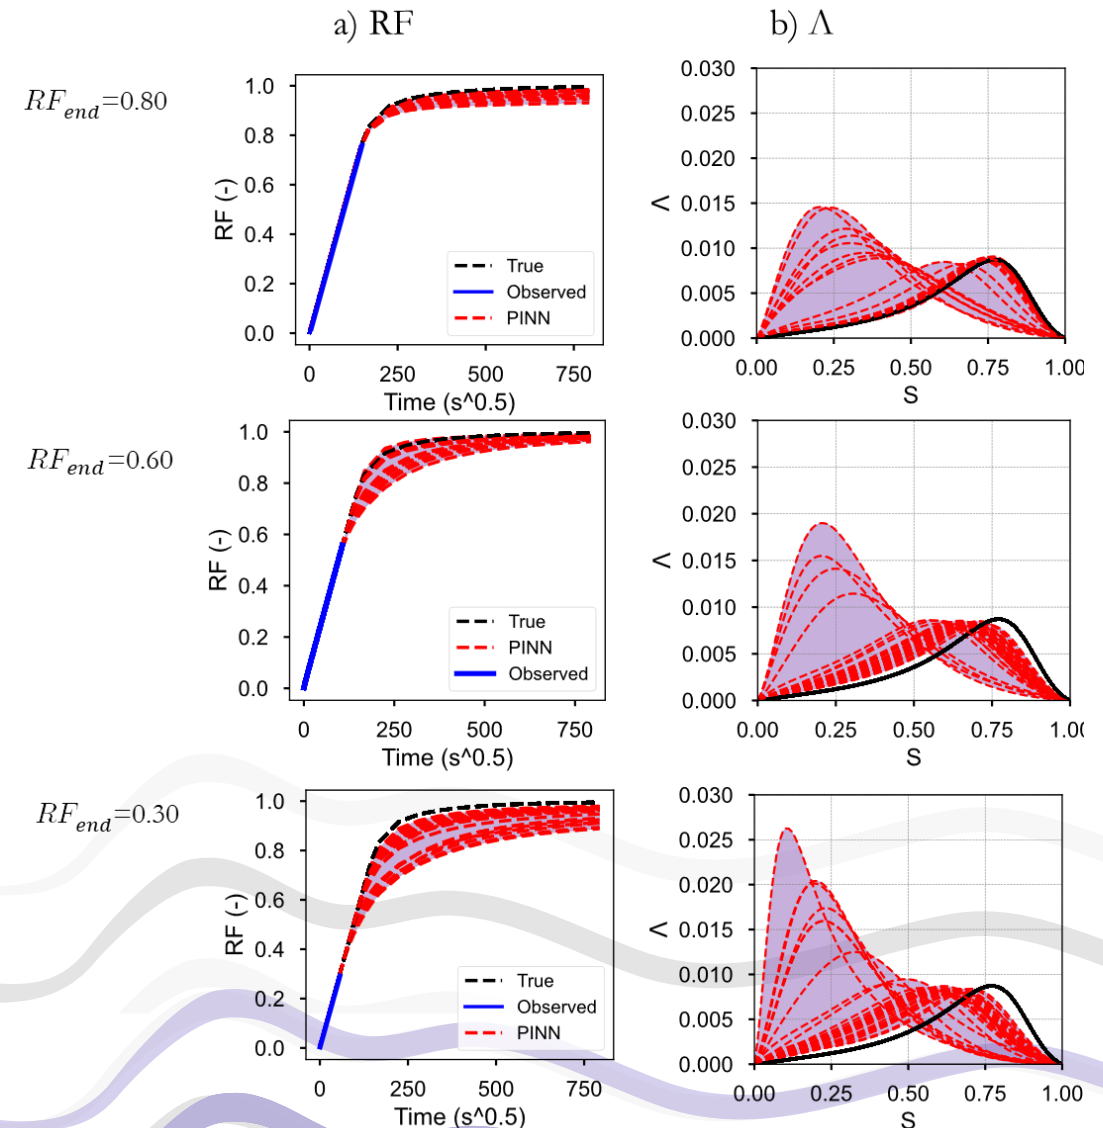 a) RF
b) Λ
RF_end=0.80
1.0
0.8
0.6
0.4
0.2
0.0
RF (-)
True
Observed
PINN
0
250
500
750
Time (s^0.5)
0.030
0.025
0.020
0.015
0.010
0.005
0.000
Λ
0.00
0.25
0.50
0.75
1.00
S
RF_end=0.60
1.0
0.8
0.6
0.4
0.2
0.0
RF (-)
True
PINN
Observed
0
250
500
750
Time (s^0.5)
0.030
0.025
0.020
0.015
0.010
0.005
0.000
Λ
0.00
0.25
0.50
0.75
1.00
S
RF_end=0.30
1.0
0.8
0.6
0.4
0.2
0.0
RF (-)
True
Observed
PINN
0
250
500
750
Time (s^0.5)
0.030
0.025
0.020
0.015
0.010
0.005
0.000
Λ
0.00
0.25
0.50
0.75
1.00
S